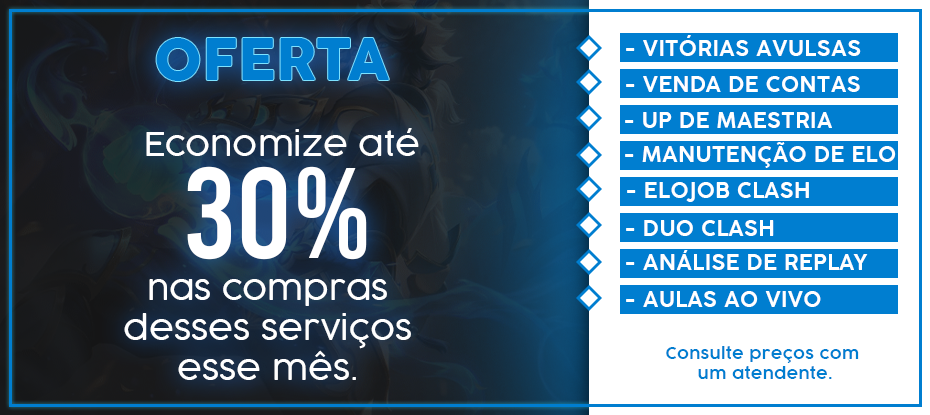 OFERTA
Economize até
30%
nas compras
desses serviços
esse mês.
- VITÓRIAS AVULSAS
- VENDA DE CONTAS
- UP DE MAESTRIA
- MANUTENÇÃO DE ELO
- ELOJOB CLASH
- DUO CLASH
- ANÁLISE DE REPLAY
- AULAS AO VIVO
Consulte preços com
um atendente.